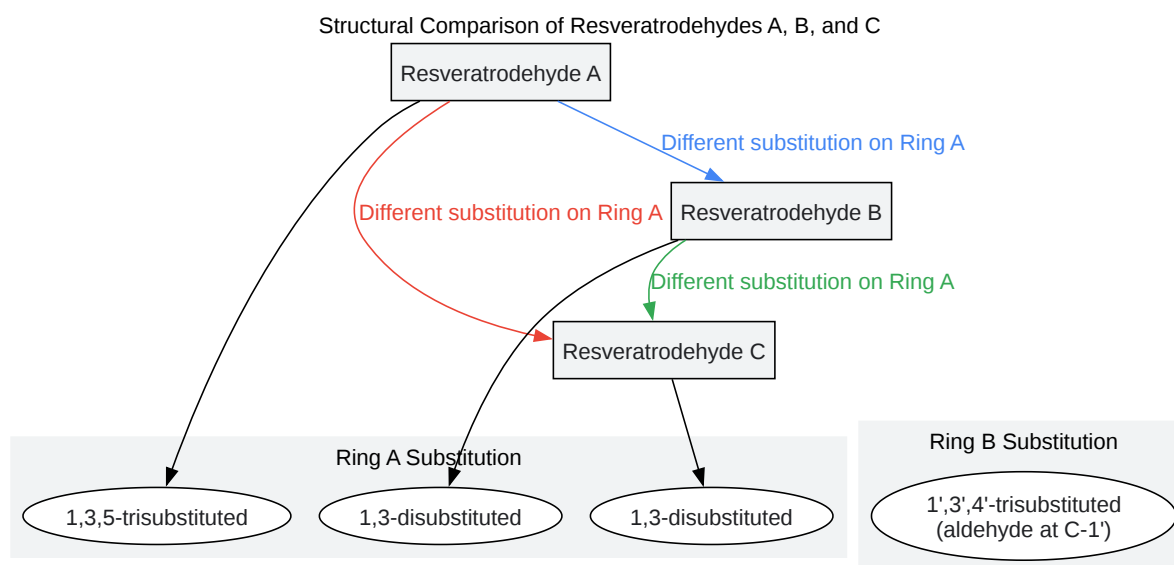 Structural Comparison of Resveratrodehydes A, B, and C
Resveratrodehyde A
Different substitution on Ring A
Different substitution on Ring A
Resveratrodehyde B
Different substitution on Ring A
Resveratrodehyde C
Ring A Substitution
Ring B Substitution
1,3,5-trisubstituted
1,3-disubstituted
1,3-disubstituted
1',3',4'-trisubstituted
(aldehyde at C-1')